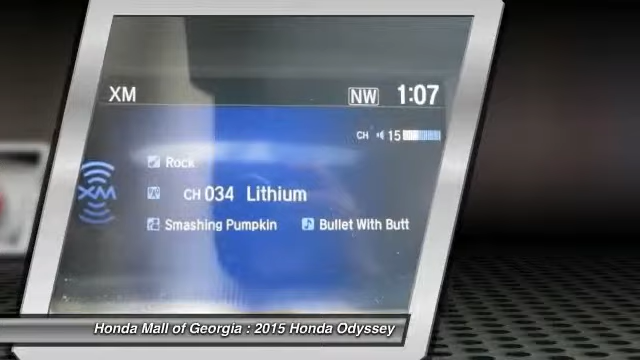 XM NW 1:07
CH 15
Rock
XM CH 034 Lithium
Smashing Pumpkin Bullet With Butt
Honda Mall of Georgia : 2015 Honda Odyssey